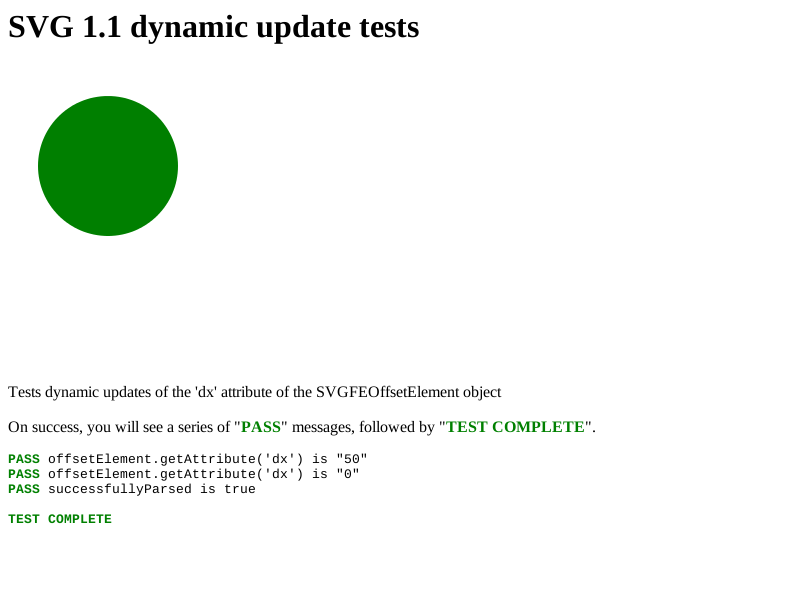 SVG 1.1 dynamic update tests
Tests dynamic updates of the 'dx' attribute of the SVGFEOffsetElement object
On success, you will see a series of "PASS" messages, followed by "TEST COMPLETE".
PASS offsetElement.getAttribute('dx') is "50"
PASS offsetElement.getAttribute('dx') is "0"
PASS successfullyParsed is true
TEST COMPLETE